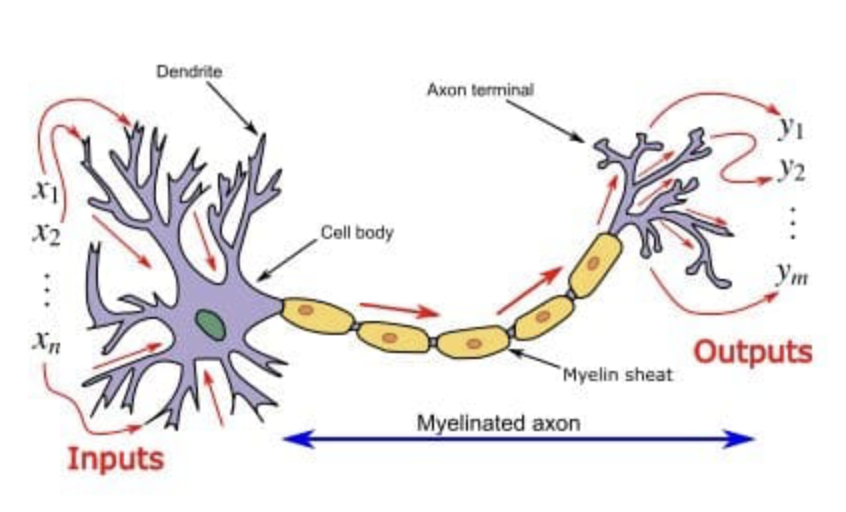 Dendrite
Axon terminal
x1
x2
⋮
xn
Cell body
y1
y2
⋮
ym
Outputs
Myelin sheat
Myelinated axon
Inputs